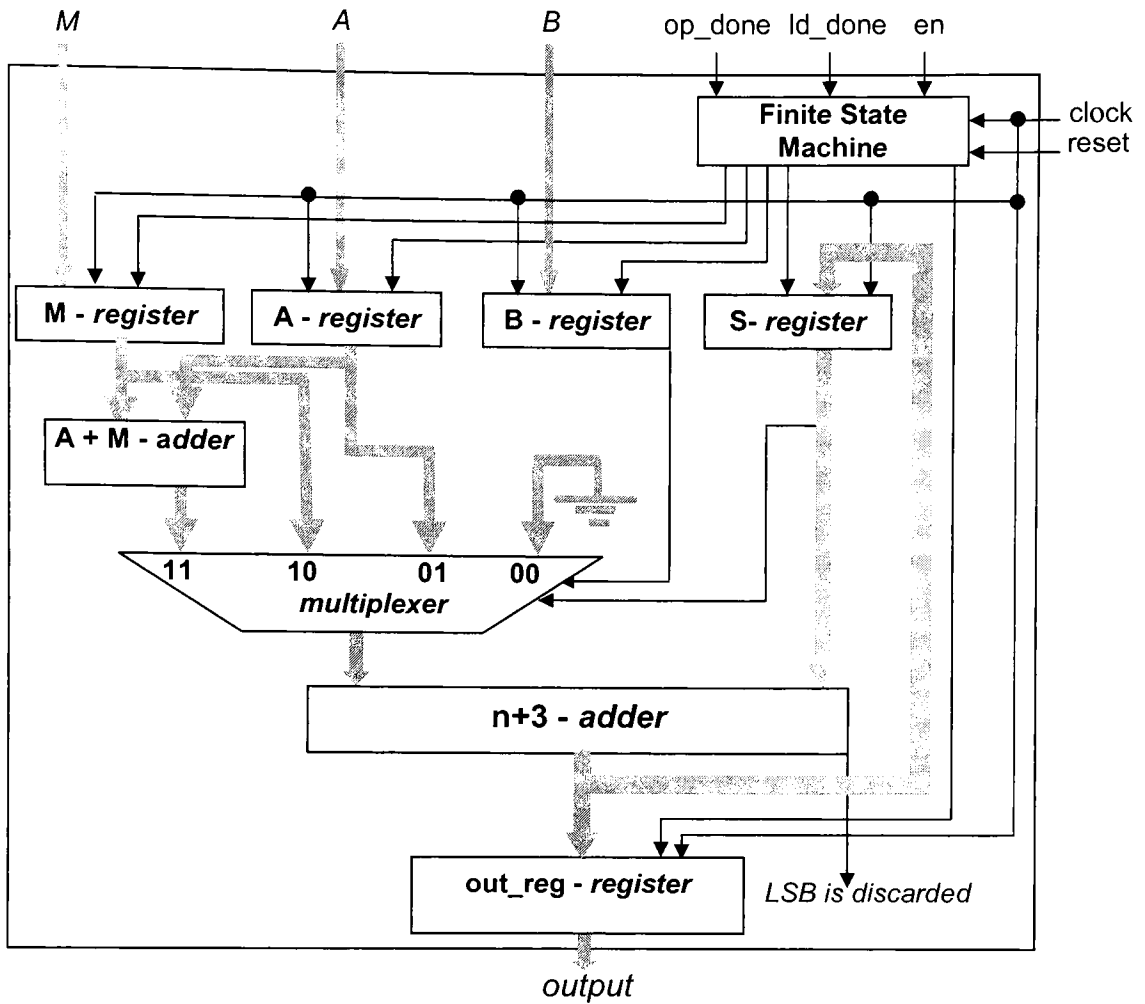 M
A
B
op_done
ld_done
en
Finite State
Machine
clock
reset
M - register
A - register
B - register
S- register
A + M - adder
11
10
01
00
multiplexer
n+3 - adder
out_reg - register
LSB is discarded
output